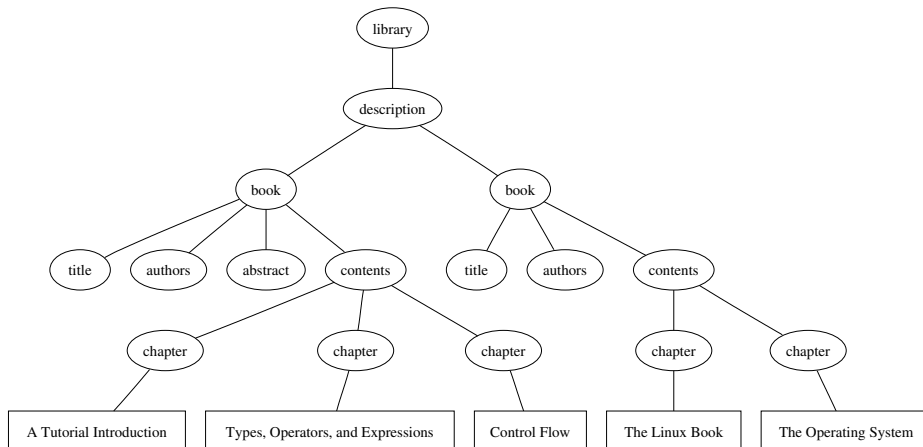 library
description
book book
title authors abstract contents title authors contents
chapter chapter chapter chapter chapter
A Tutorial Introduction Types, Operators, and Expressions Control Flow The Linux Book The Operating System